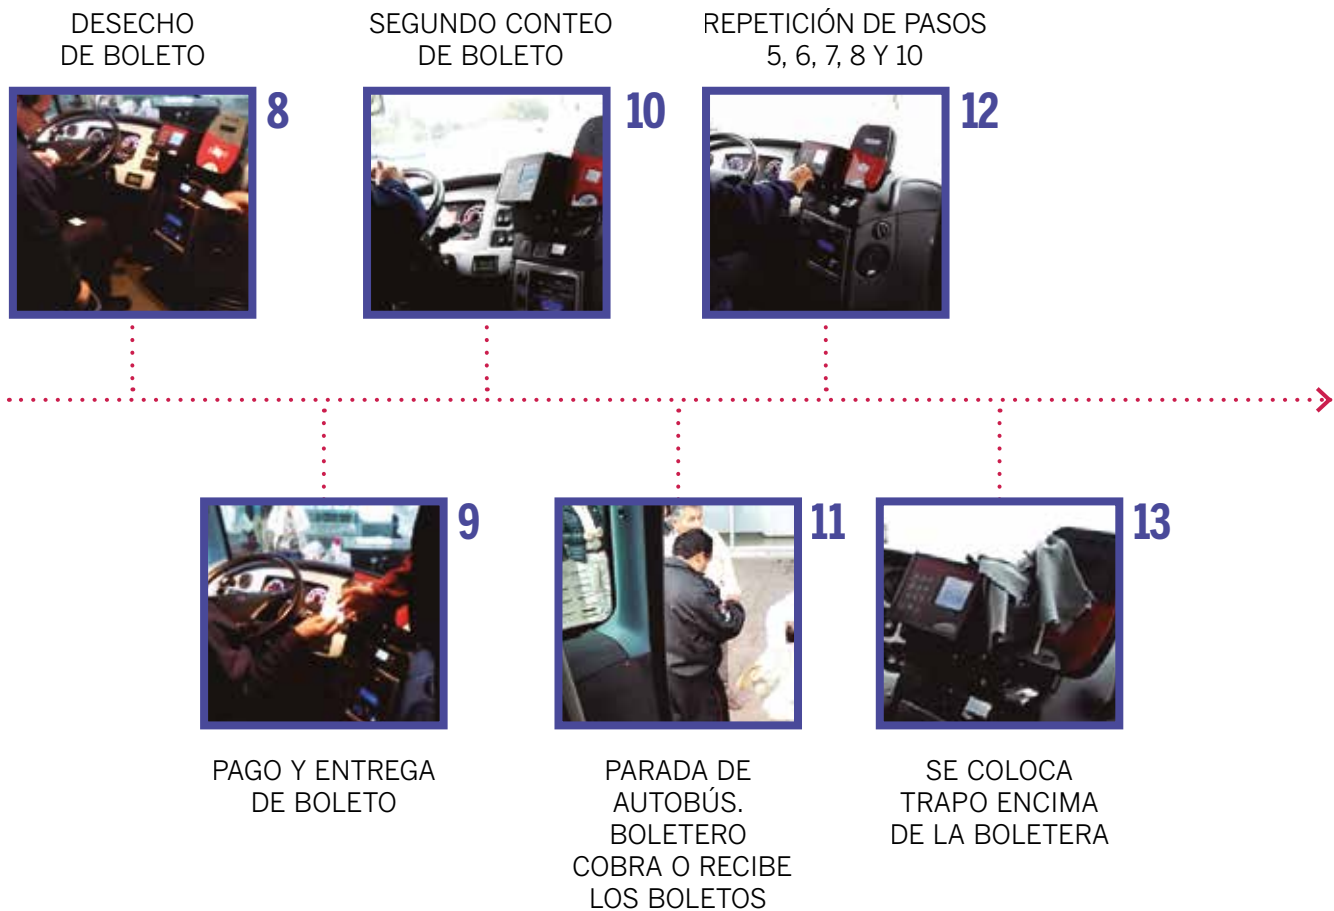 DESECHO
DE BOLETO
8
SEGUNDO CONTEO
DE BOLETO
10
REPETICIÓN DE PASOS
5, 6, 7, 8 Y 10
12
9
PAGO Y ENTREGA
DE BOLETO
11
PARADA DE
AUTOBÚS.
BOLETERO
COBRA O RECIBE
LOS BOLETOS
13
SE COLOCA
TRAPO ENCIMA
DE LA BOLETERA